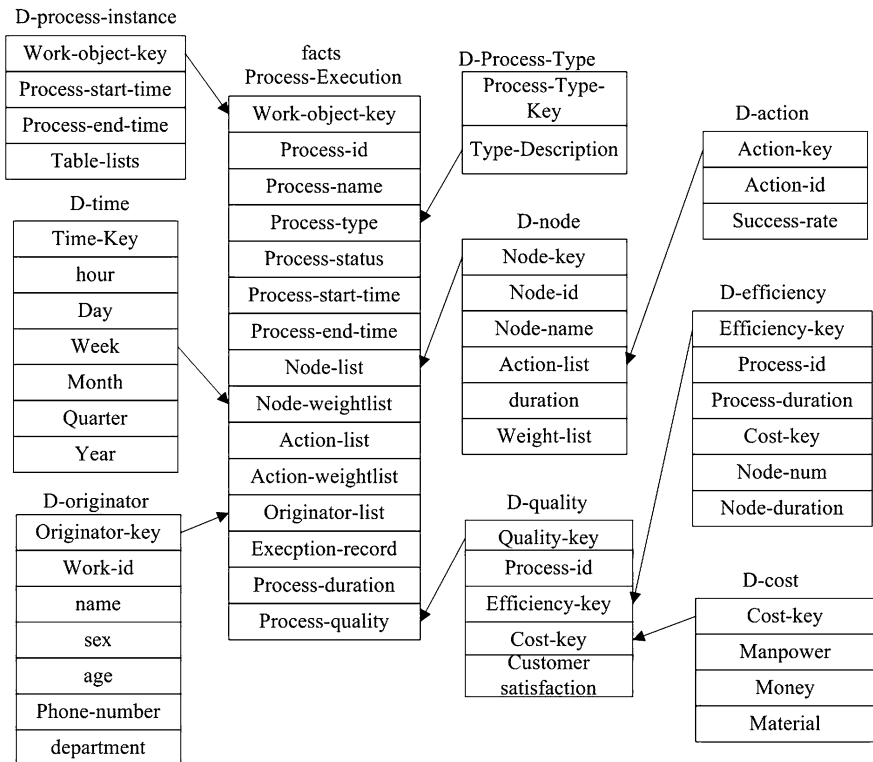 D-process-instance
Work-object-key
Process-start-time
Process-end-time
Table-lists
D-time
Time-Key
hour
Day
Week
Month
Quarter
Year
D-originator
Originator-key
Work-id
name
sex
age
Phone-number
department
facts
Process-Execution
Work-object-key
Process-id
Process-name
Process-type
Process-status
Process-start-time
Process-end-time
Node-list
Node-weightlist
Action-list
Action-weightlist
Originator-list
Execption-record
Process-duration
Process-quality
D-Process-Type
Process-Type-
Key
Type-Description
D-node
Node-key
Node-id
Node-name
Action-list
duration
Weight-list
D-quality
Quality-key
Process-id
Efficiency-key
Cost-key
Customer
satisfaction
D-action
Action-key
Action-id
Success-rate
D-efficiency
Efficiency-key
Process-id
Process-duration
Cost-key
Node-num
Node-duration
D-cost
Cost-key
Manpower
Money
Material